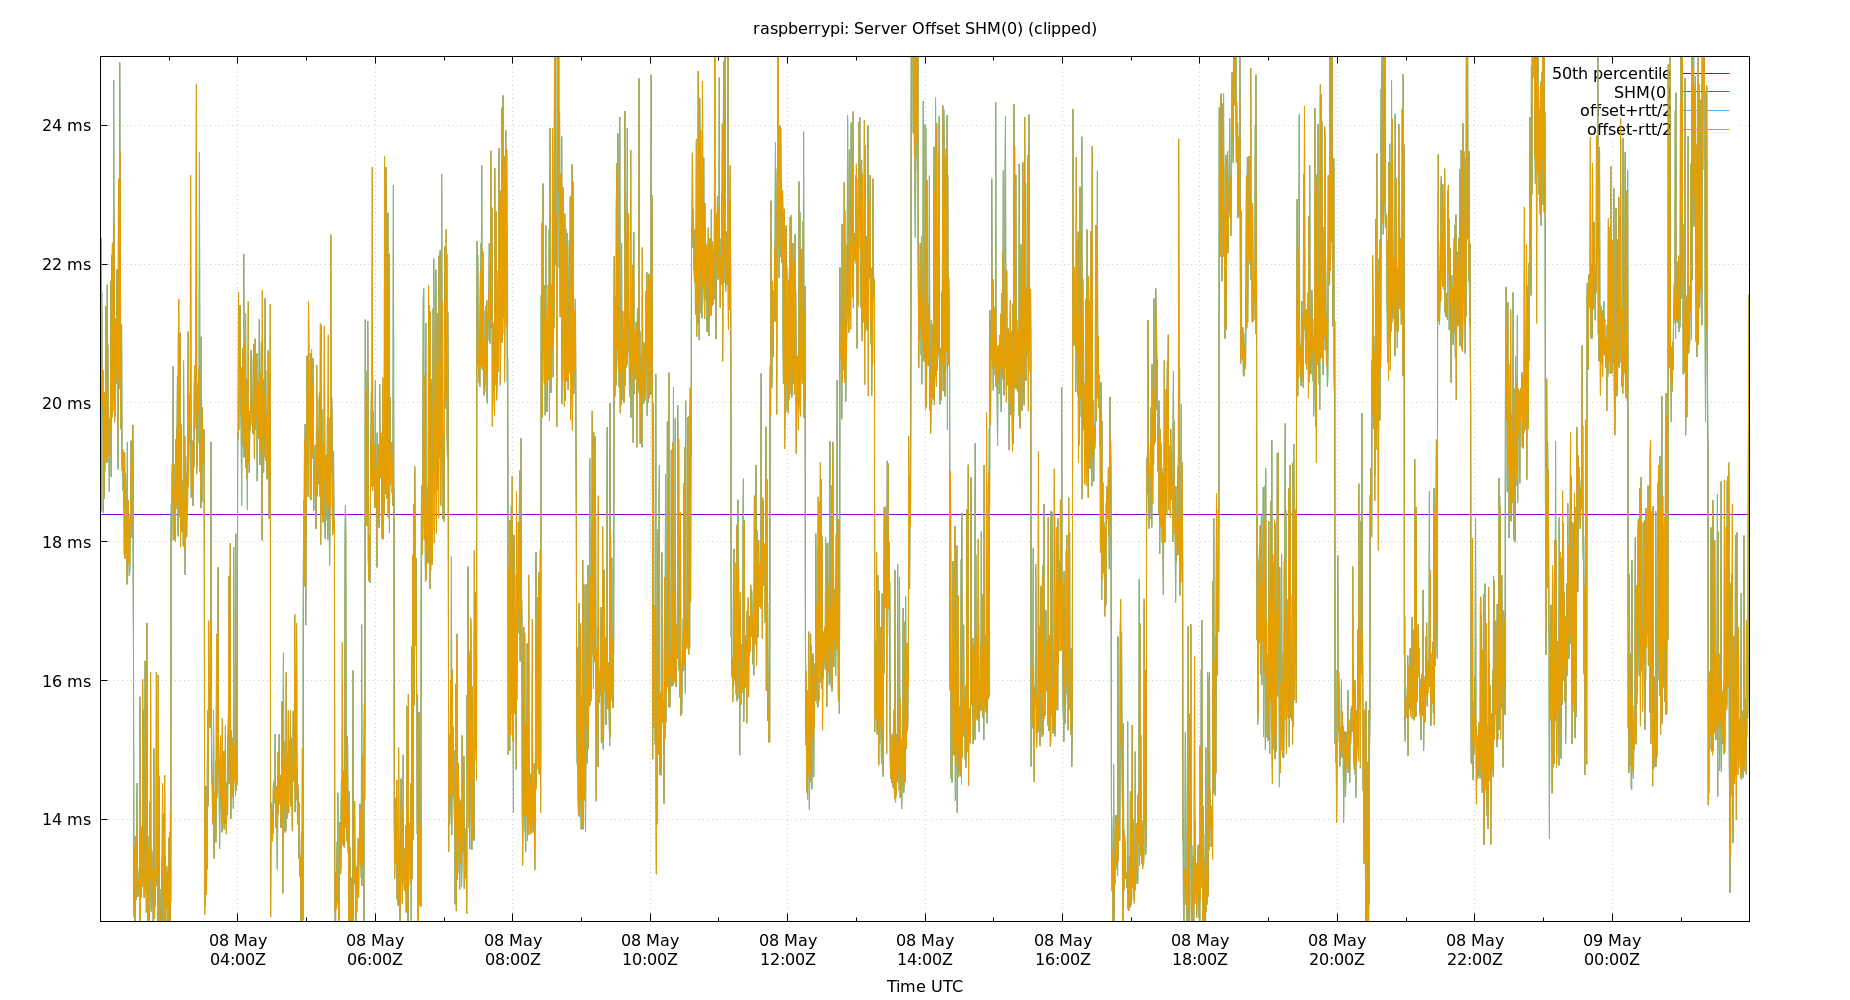 raspberrypi: Server Offset SHM(0) (clipped)
50th percentile
SHM(0)
offset+rtt/2
offset-rtt/2
24 ms
22 ms
20 ms
18 ms
16 ms
14 ms
08 May 08 May 08 May 08 May 08 May 08 May 08 May 08 May 08 May 08 May 09 May
04:00Z 06:00Z 08:00Z 10:00Z 12:00Z 14:00Z 16:00Z 18:00Z 20:00Z 22:00Z 00:00Z
Time UTC